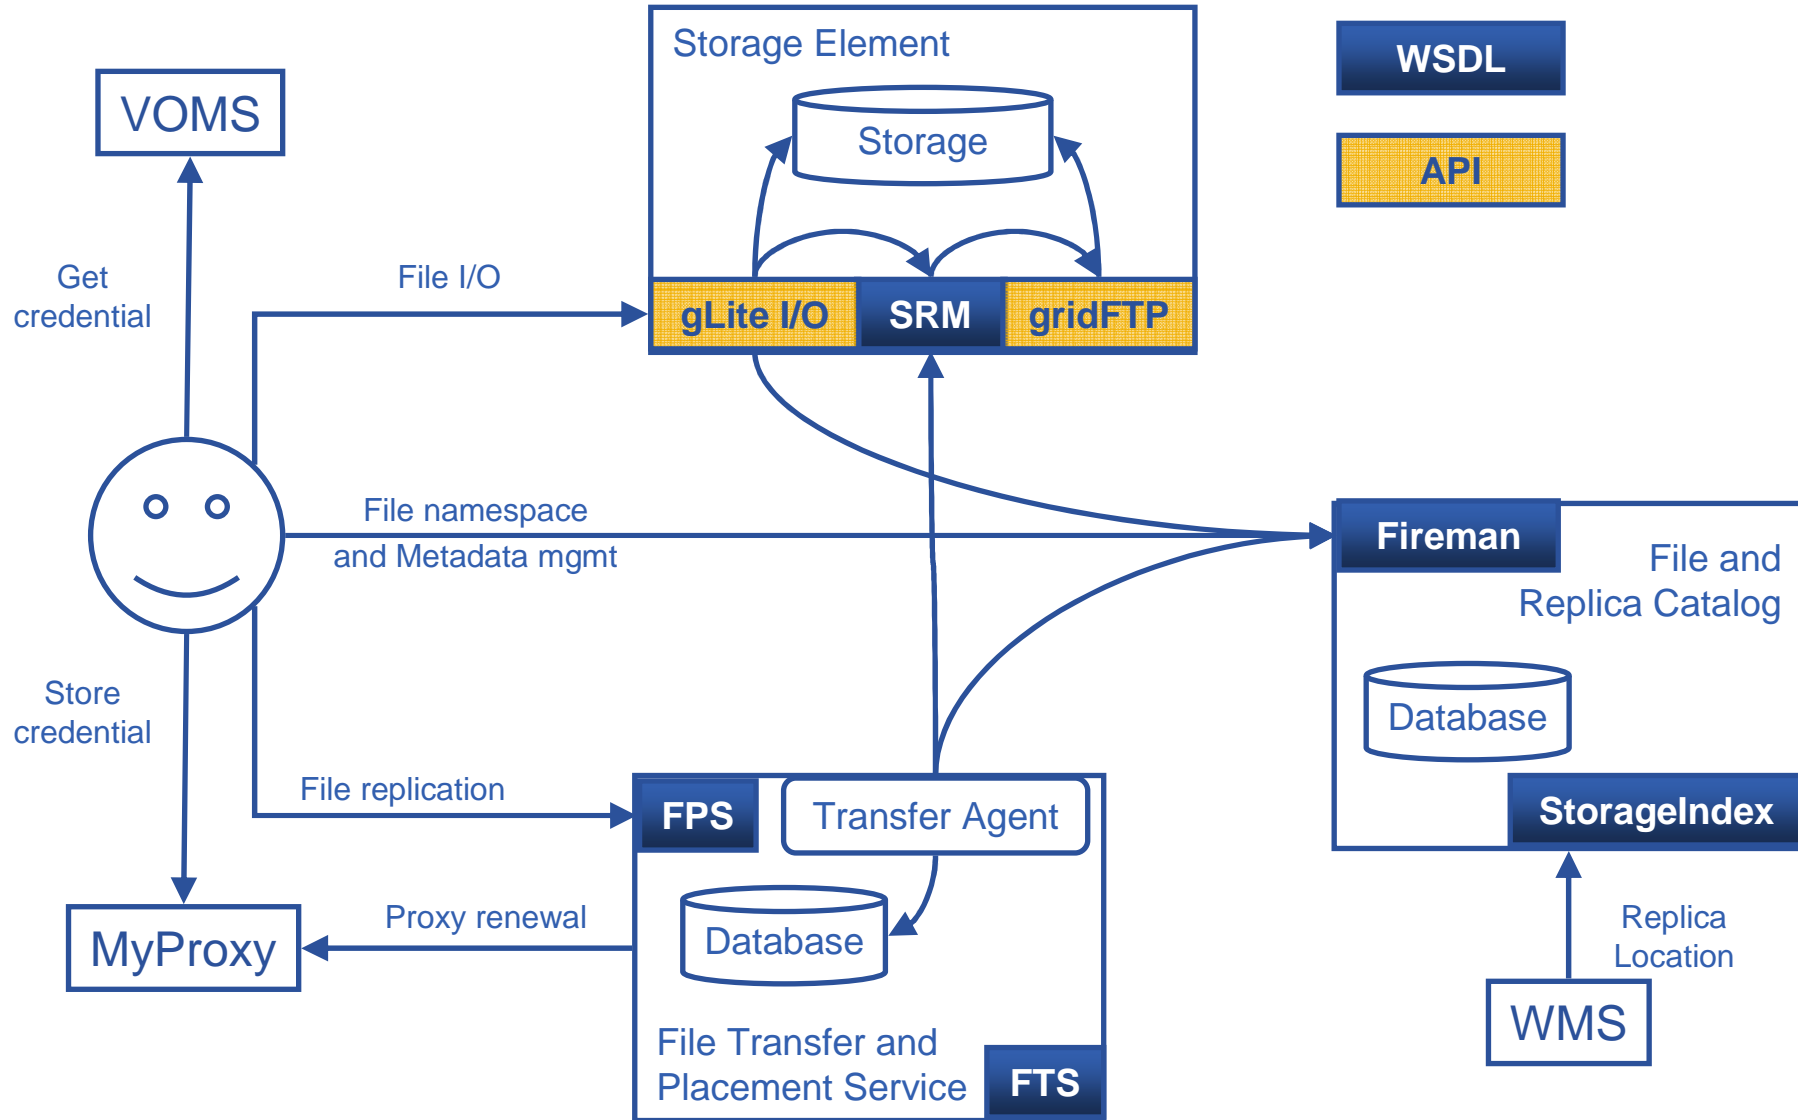 Storage Element
WSDL
VOMS
Storage
API
Get
credential
File I/O
gLite I/O
SRM
gridFTP
File namespace
and Metadata mgmt
Fireman
File and
Replica Catalog
Store
credential
Database
File replication
FPS
Transfer Agent
StorageIndex
MyProxy
Proxy renewal
Database
Replica
Location
WMS
File Transfer and
Placement Service
FTS